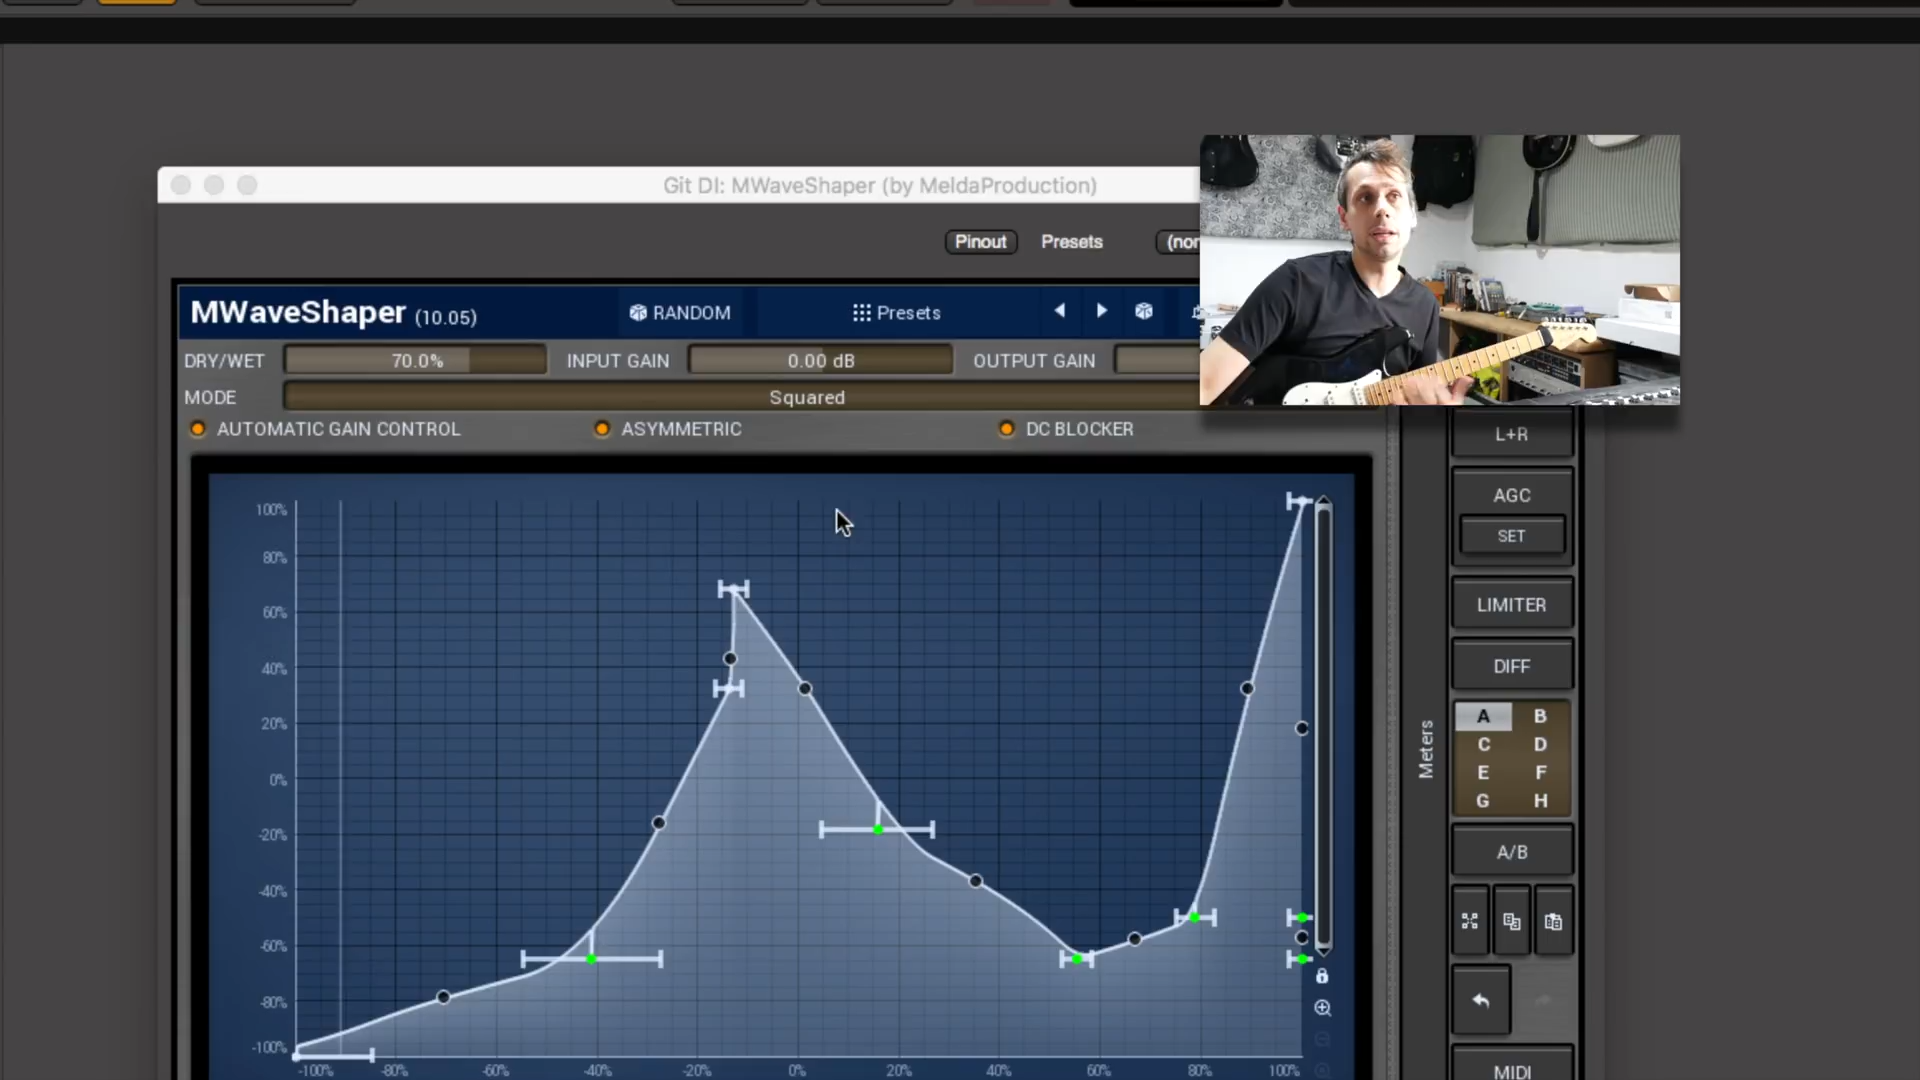 Git DI: MWaveShaper (by MeldaProduction)
Pinout
Presets
(nor
MWaveShaper (10.05)
RANDOM
Presets
DRY/WET
70.0%
INPUT GAIN
0.00 dB
OUTPUT GAIN
MODE
Squared
AUTOMATIC GAIN CONTROL
ASYMMETRIC
DC BLOCKER
100%
80%
60%
40%
20%
0%
-20%
-40%
-60%
-80%
-100%
-100%
-80%
-60%
-40%
-20%
0%
20%
40%
60%
80%
100%
Meters
L+R
AGC
SET
LIMITER
DIFF
A B
C D
E F
G H
A/B
MIDI